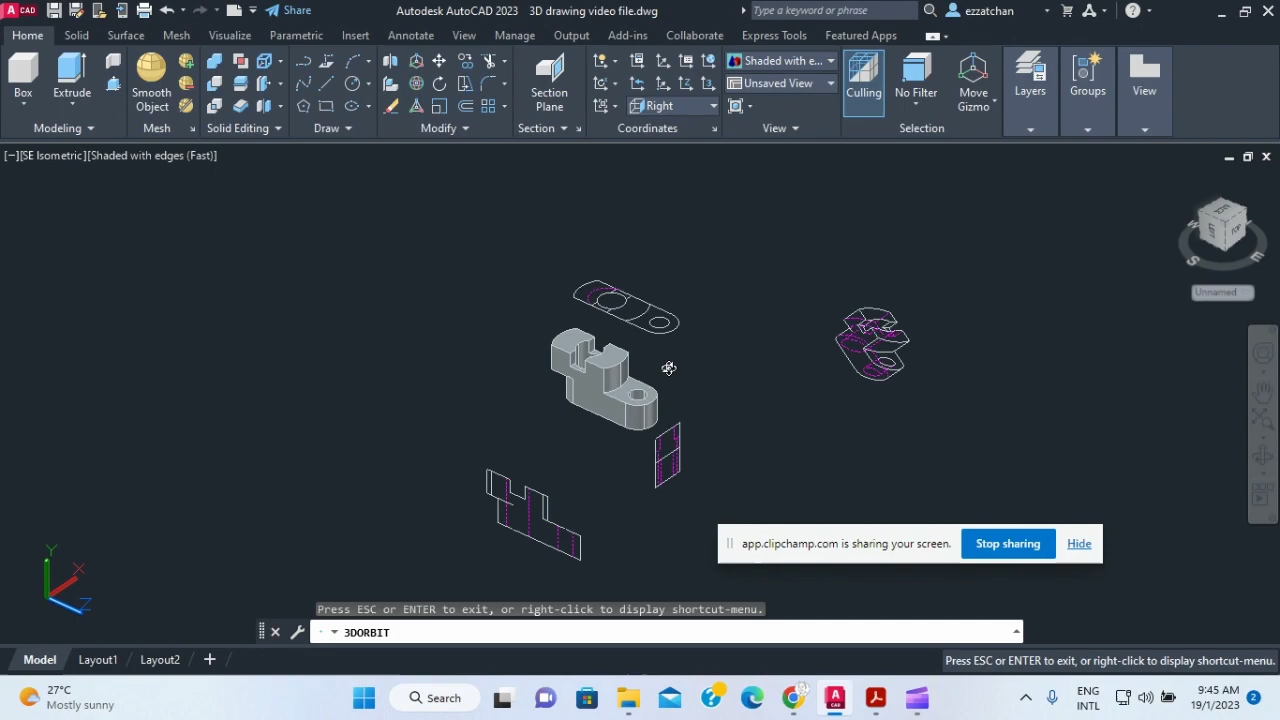 CAD
Share
Autodesk AutoCAD 2023
3D drawing video file.dwg
Type a keyword or phrase
ezzatchan
Home
Solid
Surface
Mesh
Visualize
Parametric
Insert
Annotate
View
Manage
Output
Add-ins
Collaborate
Express Tools
Featured Apps
Box
Extrude
Smooth
Object
Section
Plane
Right
Shaded with e...
Unsaved View
Culling
No Filter
Move
Gizmo
Layers
Groups
View
Modeling
Mesh
Solid Editing
Draw
Modify
Section
Coordinates
View
Selection
[−][SE Isometric][Shaded with edges (Fast)]
TOP
W
S
E
Unnamed
app.clipchamp.com is sharing your screen.
Stop sharing
Hide
Y
X
Z
Press ESC or ENTER to exit, or right-click to display shortcut-menu.
3DORBIT
Model
Layout1
Layout2
Press ESC or ENTER to exit, or right-click to display shortcut-menu.
27°C
Mostly sunny
Search
CAD
ENG
INTL
9:45 AM
19/1/2023
2